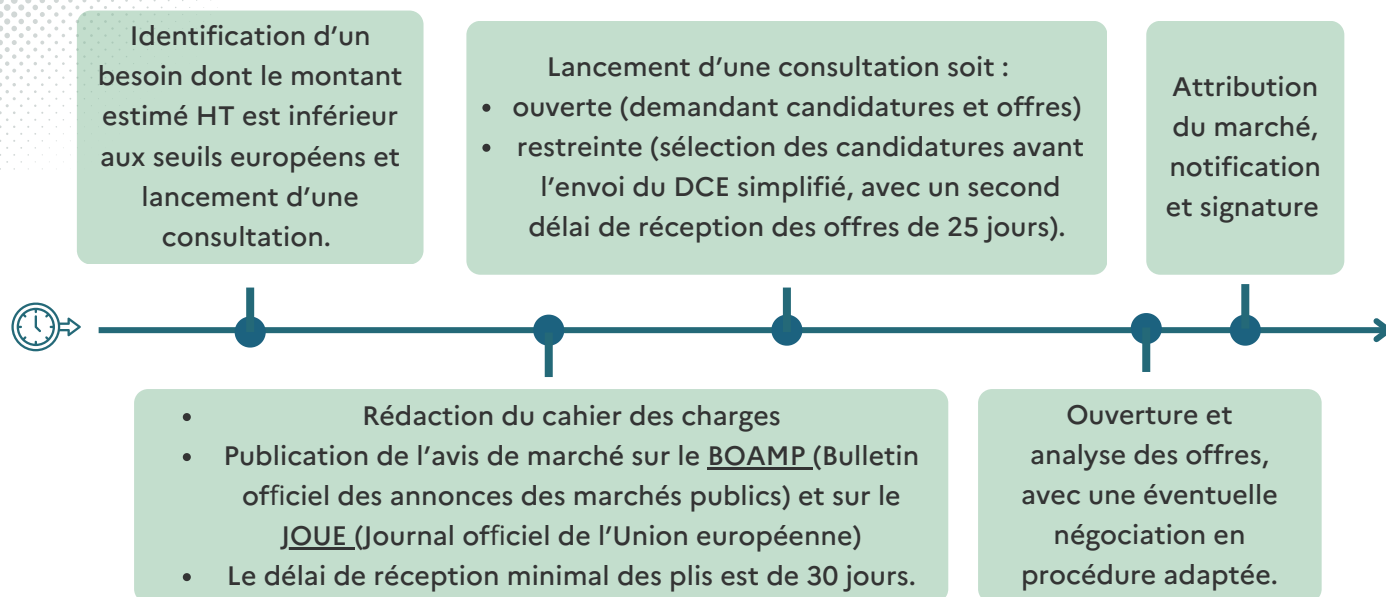 Identification d’un
besoin dont le montant
estimé HT est inférieur
aux seuils européens et
lancement d’une
consultation.
Rédaction du cahier des charges
Publication de l’avis de marché sur le BOAMP (Bulletin
officiel des annonces des marchés publics) et sur le
JOUE (Journal officiel de l’Union européenne)
Le délai de réception minimal des plis est de 30 jours.
Lancement d’une consultation soit :
ouverte (demandant candidatures et offres)
restreinte (sélection des candidatures avant
l’envoi du DCE simplifié, avec un second
délai de réception des offres de 25 jours).
Ouverture et
analyse des offres,
avec une éventuelle
négociation en
procédure adaptée.
Attribution
du marché,
notification
et signature